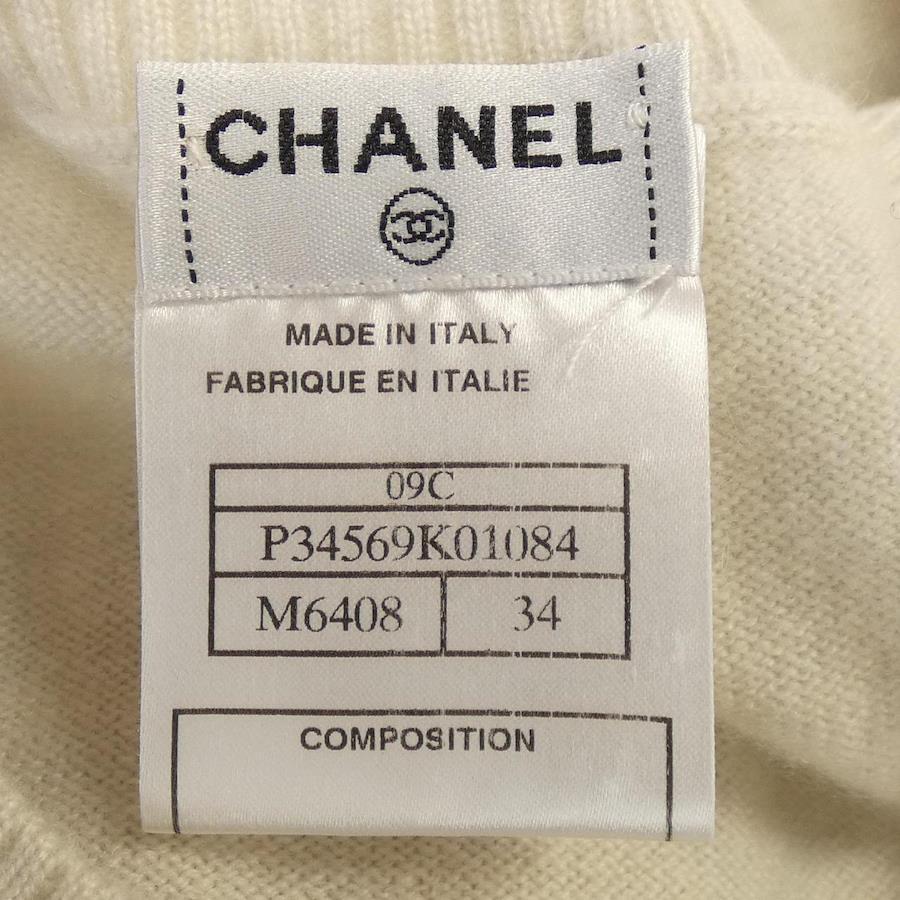 CHANEL
MADE IN ITALY
FABRIQUE EN ITALIE
09C
P34569K01084
M6408 34
COMPOSITION